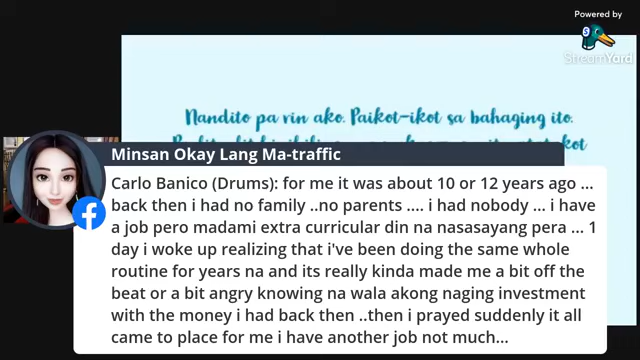 Powered by
S
StreamYard
Nandito pa rin ako. Paikot-ikot sa bahaging ito.
Minsan Okay Lang Ma-traffic
Carlo Banico (Drums): for me it was about 10 or 12 years ago ...
back then i had no family ..no parents .... i had nobody ... i have
a job pero madami extra curricular din na nasasayang pera ... 1
day i woke up realizing that i've been doing the same whole
routine for years na and its really kinda made me a bit off the
beat or a bit angry knowing na wala akong naging investment
with the money i had back then ..then i prayed suddenly it all
came to place for me i have another job not much...